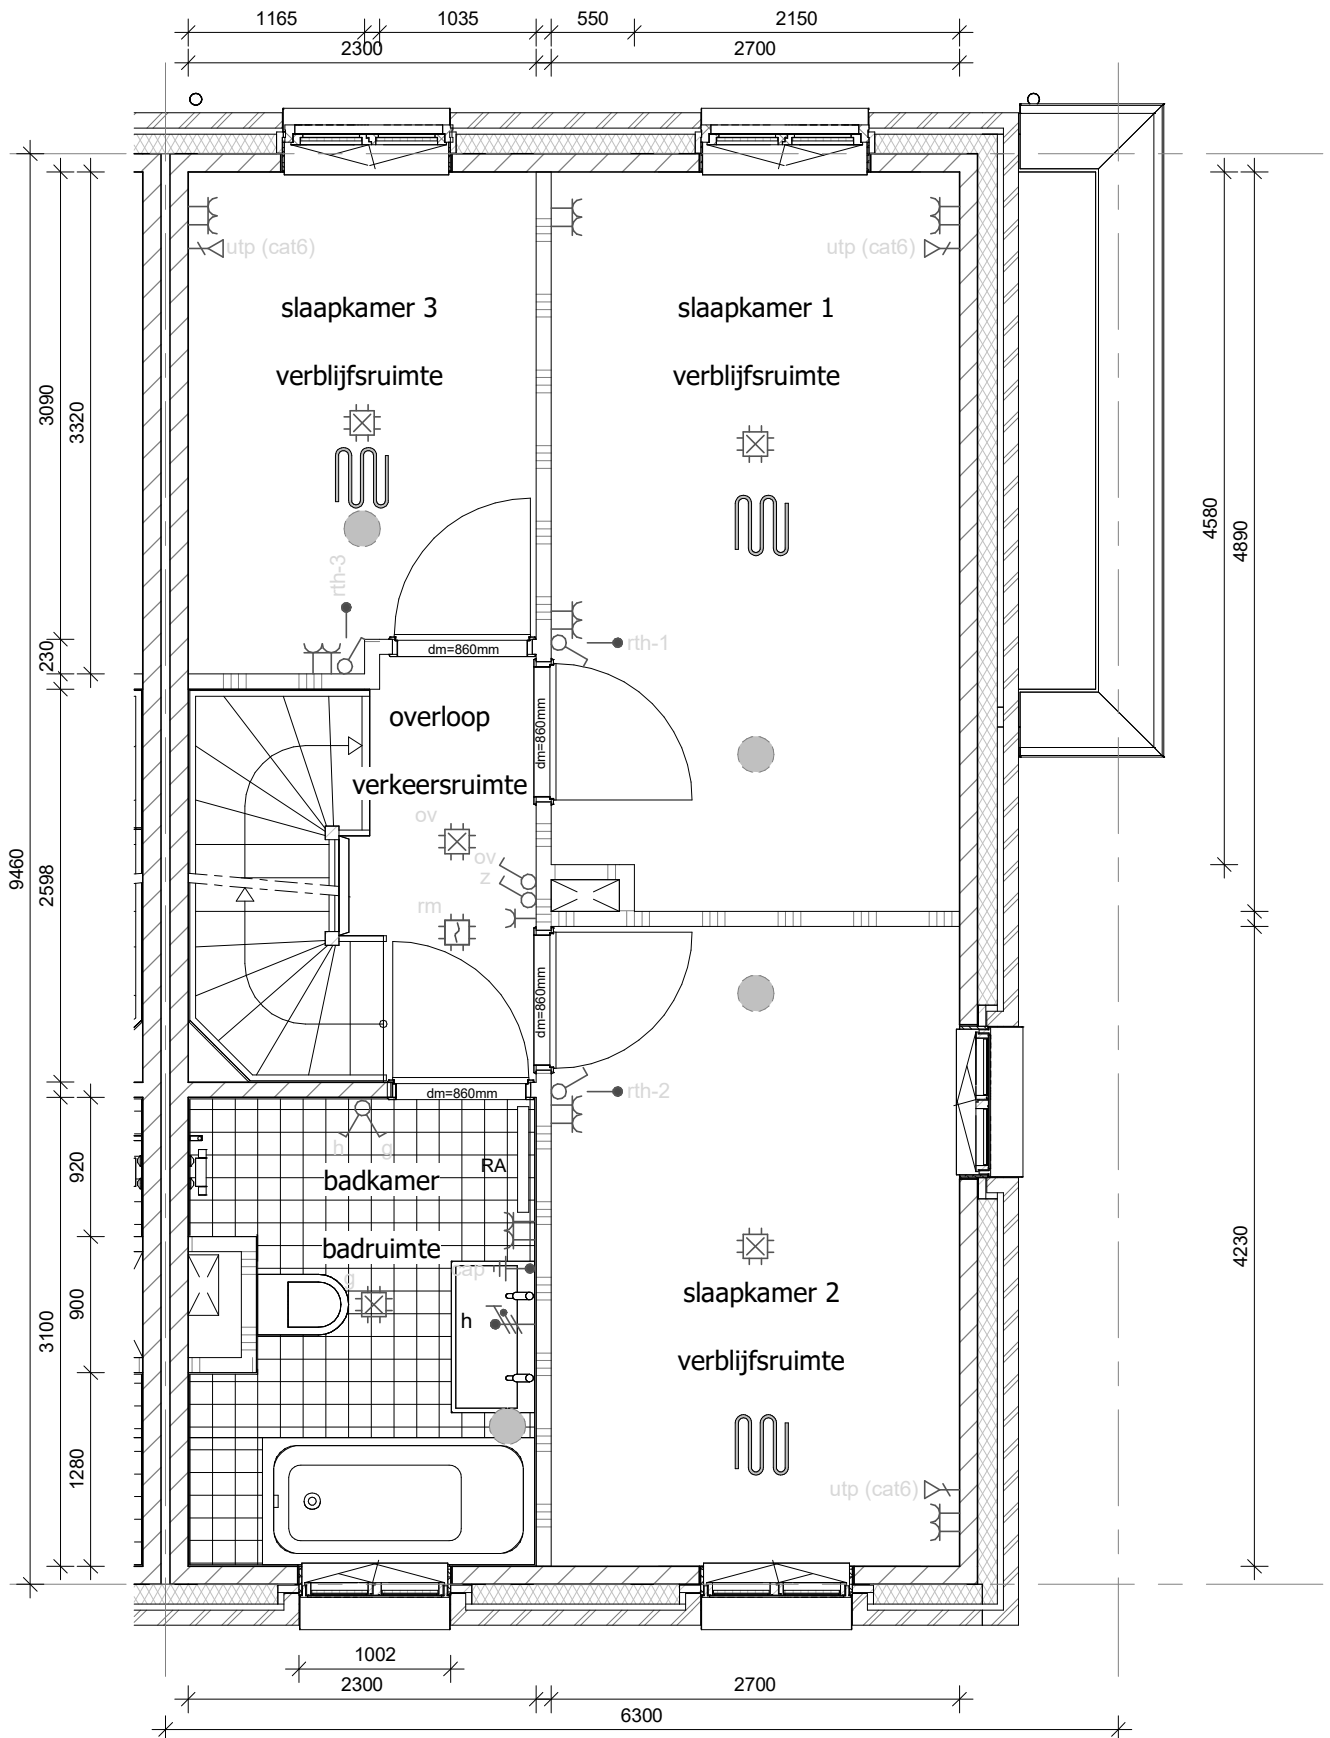 1165
1035
550
2150
2300
2700
utp (cat6)
utp (cat6)
slaapkamer 3
verblijfsruimte
slaapkamer 1
verblijfsruimte
3090
3320
230
4580
4890
rth-3
rth-1
dm=860mm
dm=860mm
overloop
verkeersruimte
ov
ov
z
rm
9460
2598
dm=860mm
dm=860mm
rth-2
h
g
RA
badkamer
badruimte
g
cap
h
920
900
3100
1280
4230
slaapkamer 2
verblijfsruimte
utp (cat6)
1002
2300
2700
6300